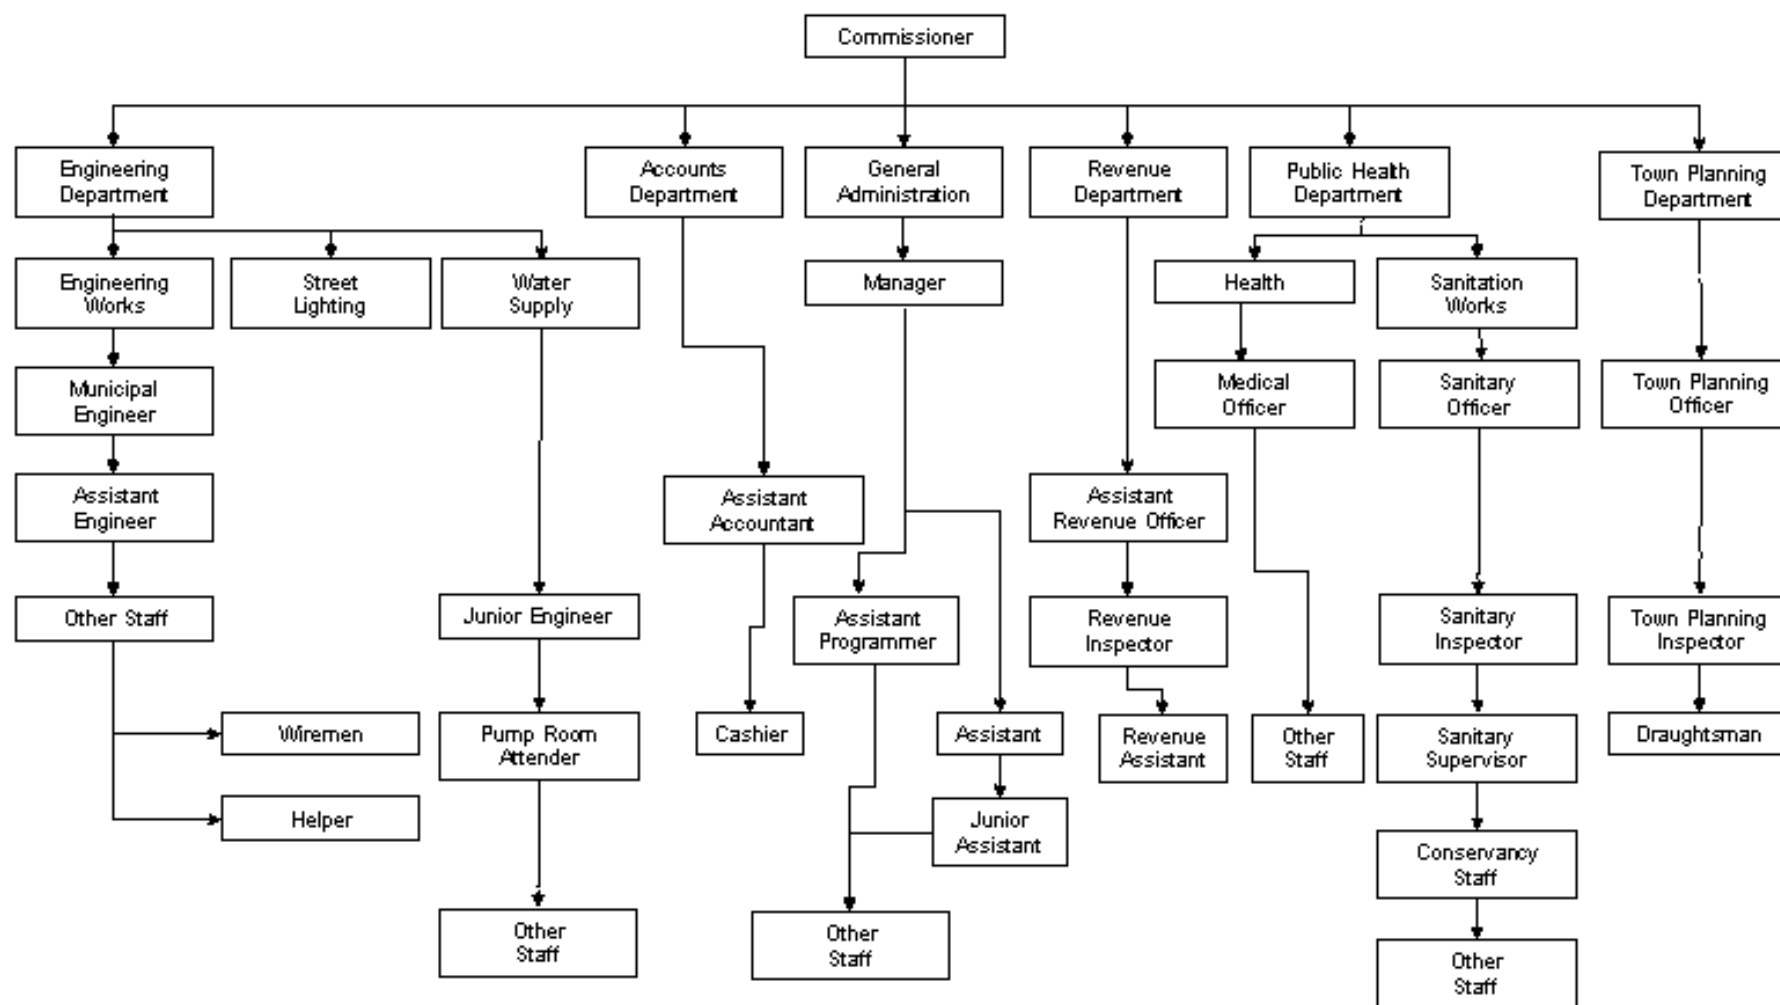 Commissioner
Engineering
Department
Accounts
Department
General
Administration
Revenue
Department
Public Health
Department
Town Planning
Department
Engineering
Works
Street
Lighting
Water
Supply
Manager
Health
Sanitation
Works
Municipal
Engineer
Medical
Officer
Sanitary
Officer
Town Planning
Officer
Assistant
Engineer
Assistant
Accountant
Assistant
Revenue Officer
Other Staff
Junior Engineer
Assistant
Programmer
Revenue
Inspector
Sanitary
Inspector
Town Planning
Inspector
Wiremen
Pump Room
Attender
Cashier
Assistant
Revenue
Assistant
Other
Staff
Sanitary
Supervisor
Draughtsman
Helper
Junior
Assistant
Conservancy
Staff
Other
Staff
Other
Staff
Other
Staff